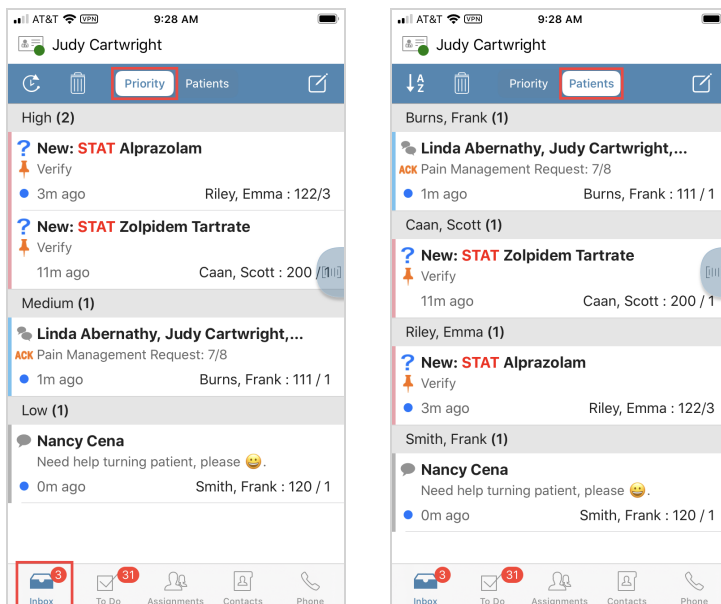 AT&T VPN 9:28 AM
Judy Cartwright
Priority Patients
High (2)
? New: STAT Alprazolam
Verify
3m ago Riley, Emma : 122/3
? New: STAT Zolpidem Tartrate
Verify
11m ago Caan, Scott : 200 / 1
Medium (1)
Linda Abernathy, Judy Cartwright,...
ACK Pain Management Request: 7/8
1m ago Burns, Frank : 111 / 1
Low (1)
Nancy Cena
Need help turning patient, please 😀.
0m ago Smith, Frank : 120 / 1
3 31
Inbox To Do Assignments Contacts Phone
AT&T VPN 9:28 AM
Judy Cartwright
A
Z Priority Patients
Burns, Frank (1)
Linda Abernathy, Judy Cartwright,...
ACK Pain Management Request: 7/8
1m ago Burns, Frank : 111 / 1
Caan, Scott (1)
? New: STAT Zolpidem Tartrate
Verify
11m ago Caan, Scott : 200 / 1
Riley, Emma (1)
? New: STAT Alprazolam
Verify
3m ago Riley, Emma : 122/3
Smith, Frank (1)
Nancy Cena
Need help turning patient, please 😀.
0m ago Smith, Frank : 120 / 1
3 31
Inbox To Do Assignments Contacts Phone